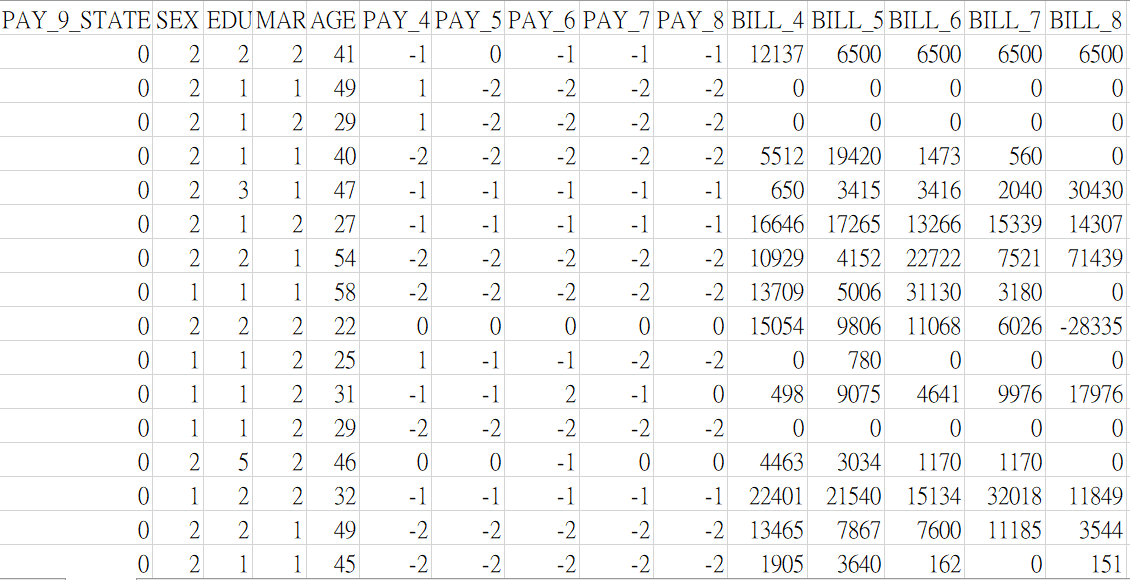 PAY_9_STATE SEX EDU MAR AGE PAY_4 PAY_5 PAY_6 PAY_7 PAY_8 BILL_4 BILL_5 BILL_6 BILL_7 BILL_8
0 2 2 2 41 -1 0 -1 -1 -1 12137 6500 6500 6500 6500
0 2 1 1 49 1 -2 -2 -2 -2 0 0 0 0 0
0 2 1 2 29 1 -2 -2 -2 -2 0 0 0 0 0
0 2 1 1 40 -2 -2 -2 -2 -2 5512 19420 1473 560 0
0 2 3 1 47 -1 -1 -1 -1 -1 650 3415 3416 2040 30430
0 2 1 2 27 -1 -1 -1 -1 -1 16646 17265 13266 15339 14307
0 2 2 1 54 -2 -2 -2 -2 -2 10929 4152 22722 7521 71439
0 1 1 1 58 -2 -2 -2 -2 -2 13709 5006 31130 3180 0
0 2 2 2 22 0 0 0 0 0 15054 9806 11068 6026 -28335
0 1 1 2 25 1 -1 -1 -2 -2 0 780 0 0 0
0 1 1 2 31 -1 -1 2 -1 0 498 9075 4641 9976 17976
0 1 1 2 29 -2 -2 -2 -2 -2 0 0 0 0 0
0 2 5 2 46 0 0 -1 0 0 4463 3034 1170 1170 0
0 1 2 2 32 -1 -1 -1 -1 -1 22401 21540 15134 32018 11849
0 2 2 1 49 -2 -2 -2 -2 -2 13465 7867 7600 11185 3544
0 2 1 1 45 -2 -2 -2 -2 -2 1905 3640 162 0 151